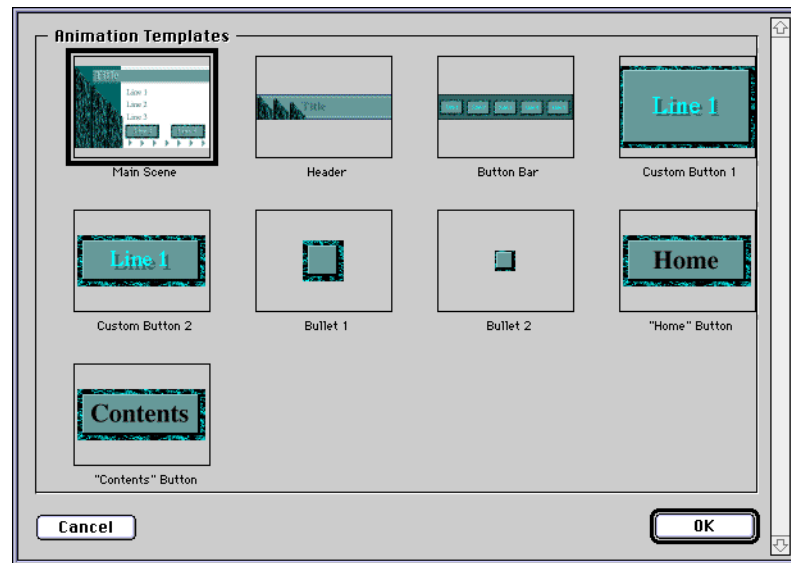 Animation Templates
Title
Line 1
Line 2
Line 3
Title
Line 1
Main Scene
Header
Button Bar
Custom Button 1
Line 1
Home
Custom Button 2
Bullet 1
Bullet 2
"Home" Button
Contents
"Contents" Button
Cancel
OK